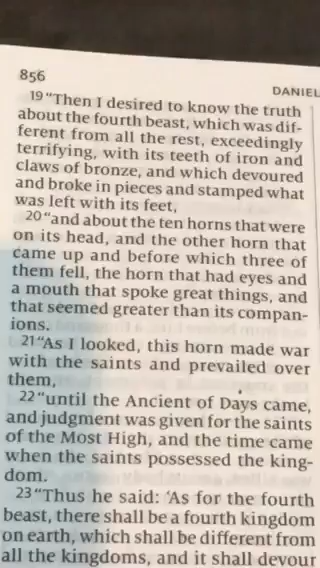 856
DANIEL
19 “Then I desired to know the truth
about the fourth beast, which was dif-
ferent from all the rest, exceedingly
terrifying, with its teeth of iron and
claws of bronze, and which devoured
and broke in pieces and stamped what
was left with its feet,
20 “and about the ten horns that were
on its head, and the other horn that
came up and before which three of
them fell, the horn that had eyes and
a mouth that spoke great things, and
that seemed greater than its compan-
ions.
21 “As I looked, this horn made war
with the saints and prevailed over
them,
22 “until the Ancient of Days came,
and judgment was given for the saints
of the Most High, and the time came
when the saints possessed the king-
dom.
23 “Thus he said: ‘As for the fourth
beast, there shall be a fourth kingdom
on earth, which shall be different from
all the kingdoms, and it shall devour